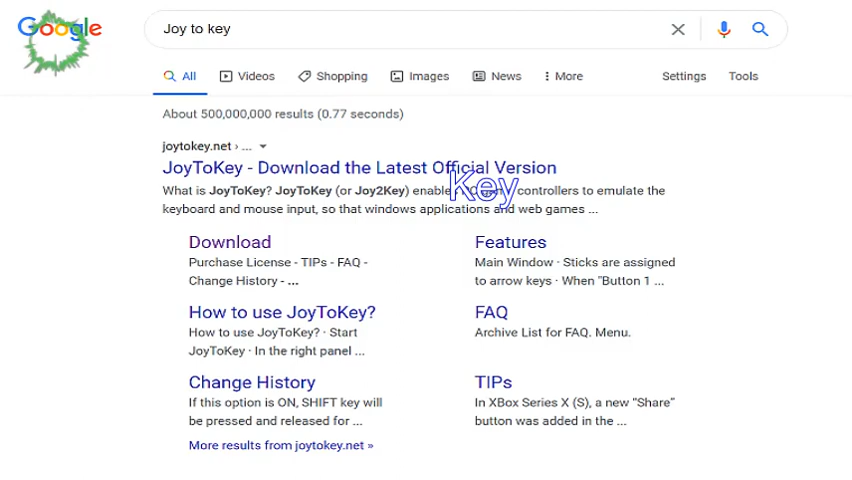 Google
Joy to key
All Videos Shopping Images News More Settings Tools
About 500,000,000 results (0.77 seconds)
joytokey.net › ...
JoyToKey - Download the Latest Official Version
Key
What is JoyToKey? JoyToKey (or Joy2Key) enables controllers to emulate the
keyboard and mouse input, so that windows applications and web games ...
Download
Purchase License - TIPs - FAQ -
Change History - ...
Features
Main Window · Sticks are assigned
to arrow keys · When "Button 1 ...
How to use JoyToKey?
How to use JoyToKey? · Start
JoyToKey · In the right panel ...
FAQ
Archive List for FAQ. Menu.
Change History
If this option is ON, SHIFT key will
be pressed and released for ...
TIPs
In XBox Series X (S), a new "Share"
button was added in the ...
More results from joytokey.net »